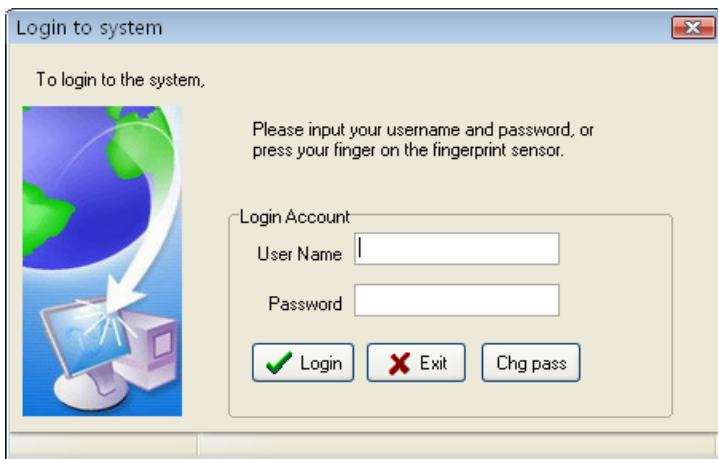 Login to system
To login to the system,
Please input your username and password, or
press your finger on the fingerprint sensor.
Login Account
User Name
Password
Login Exit Chg pass